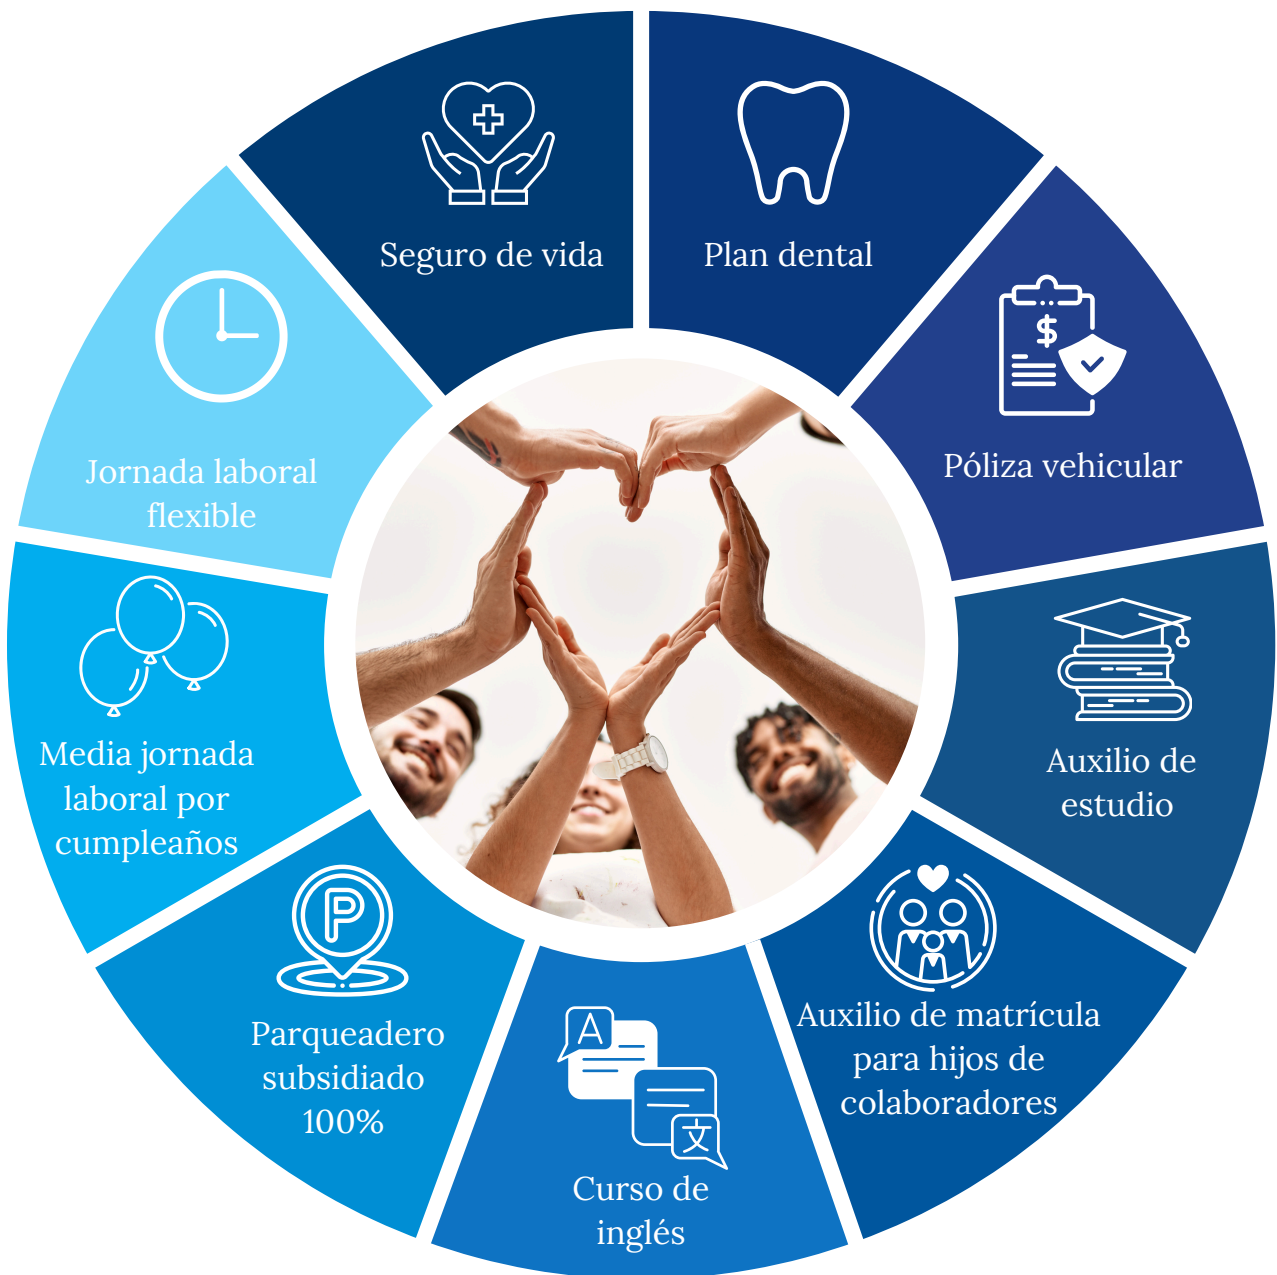 Seguro de vida
Plan dental
Póliza vehicular
$
Auxilio de
estudio
Auxilio de matrícula
para hijos de
colaboradores
A
文
Curso de
inglés
P
Parqueadero
subsidiado
100%
Media jornada
laboral por
cumpleaños
Jornada laboral
flexible